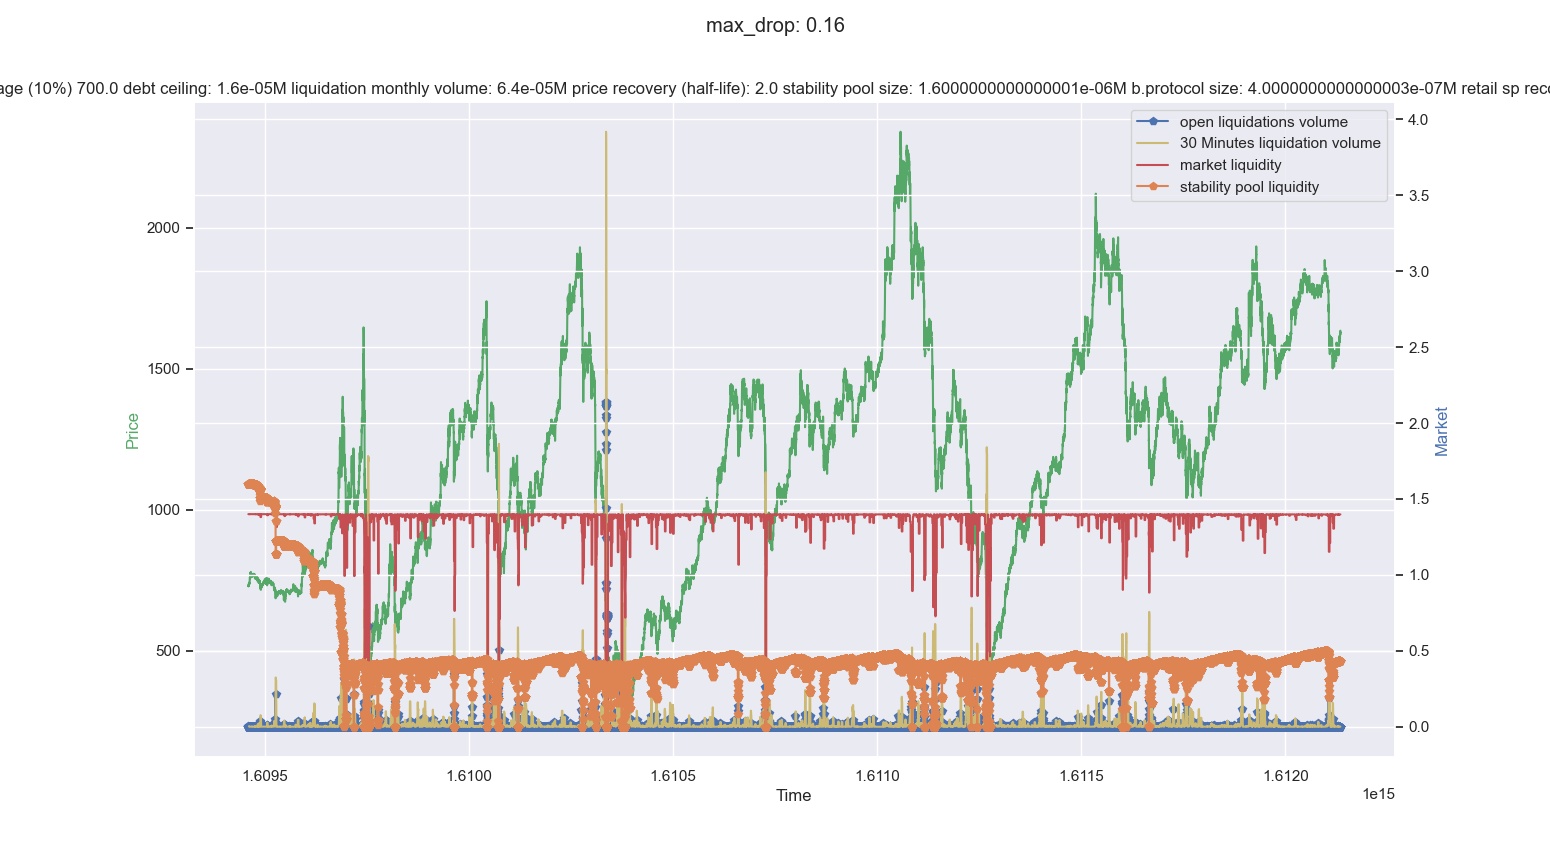 max_drop: 0.16
age (10%) 700.0 debt ceiling: 1.6e-05M liquidation monthly volume: 6.4e-05M price recovery (half-life): 2.0 stability pool size: 1.6000000000000001e-06M b.protocol size: 4.0000000000000003e-07M retail sp reco
open liquidations volume
30 Minutes liquidation volume
market liquidity
stability pool liquidity
2000
1500
1000
500
Price
4.0
3.5
3.0
2.5
2.0
1.5
1.0
0.5
0.0
Market
1.6095 1.6100 1.6105 1.6110 1.6115 1.6120
Time
1e15